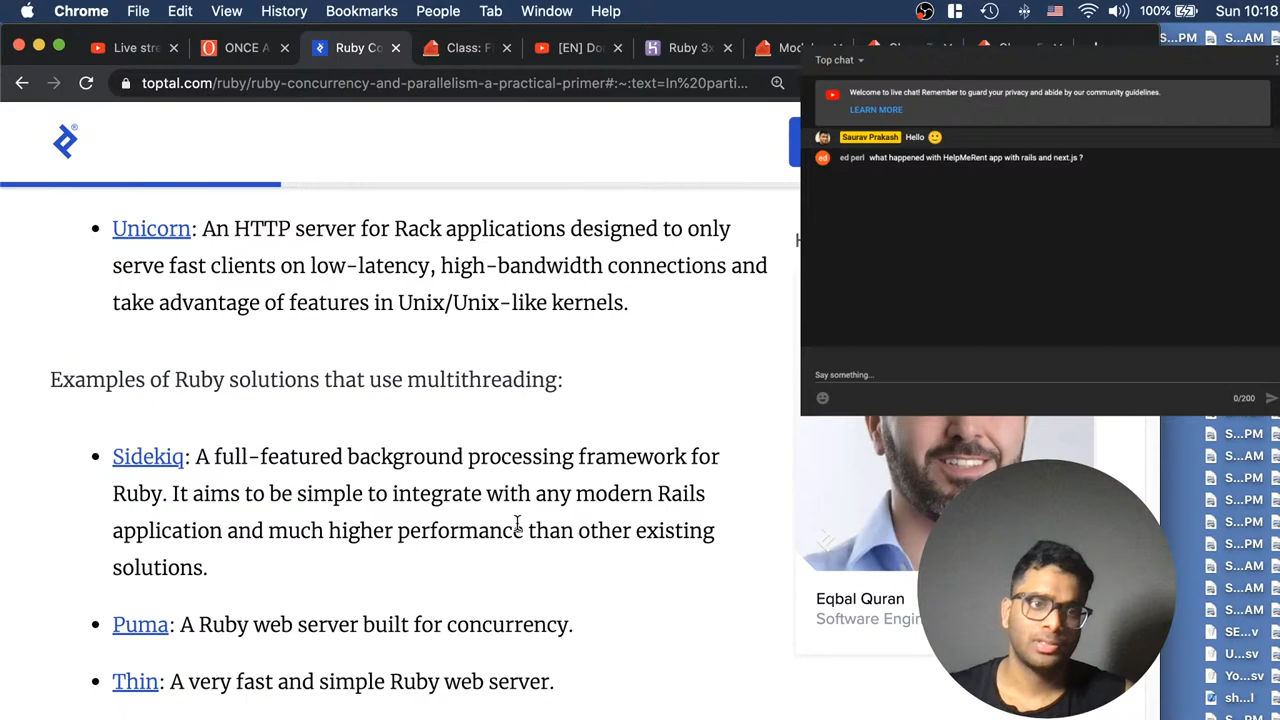 Chrome File Edit View History Bookmarks People Tab Window Help 100% Sun 10:18
Live stre ONCE A Ruby Co Class: F [EN] Do Ruby 3x Mod
S...PM S...AM
toptal.com/ruby/ruby-concurrency-and-parallelism-a-practical-primer#:~:text=In%20parti...
Top chat
Welcome to live chat! Remember to guard your privacy and abide by our community guidelines.
LEARN MORE
Saurav Prakash Hello
ed ed perl what happened with HelpMeRent app with rails and next.js ?
Say something...
0/200
Unicorn: An HTTP server for Rack applications designed to only
serve fast clients on low-latency, high-bandwidth connections and
take advantage of features in Unix/Unix-like kernels.
Examples of Ruby solutions that use multithreading:
Sidekiq: A full-featured background processing framework for
Ruby. It aims to be simple to integrate with any modern Rails
application and much higher performance than other existing
solutions.
Puma: A Ruby web server built for concurrency.
Thin: A very fast and simple Ruby web server.
Eqbal Quran
Software Engin
S...PM
S...AM
S...PM
S...PM
S...PM
S...PM
S...AM
S...AM
S...AM
SE...v
U...sv
Yo...sv
sh...l